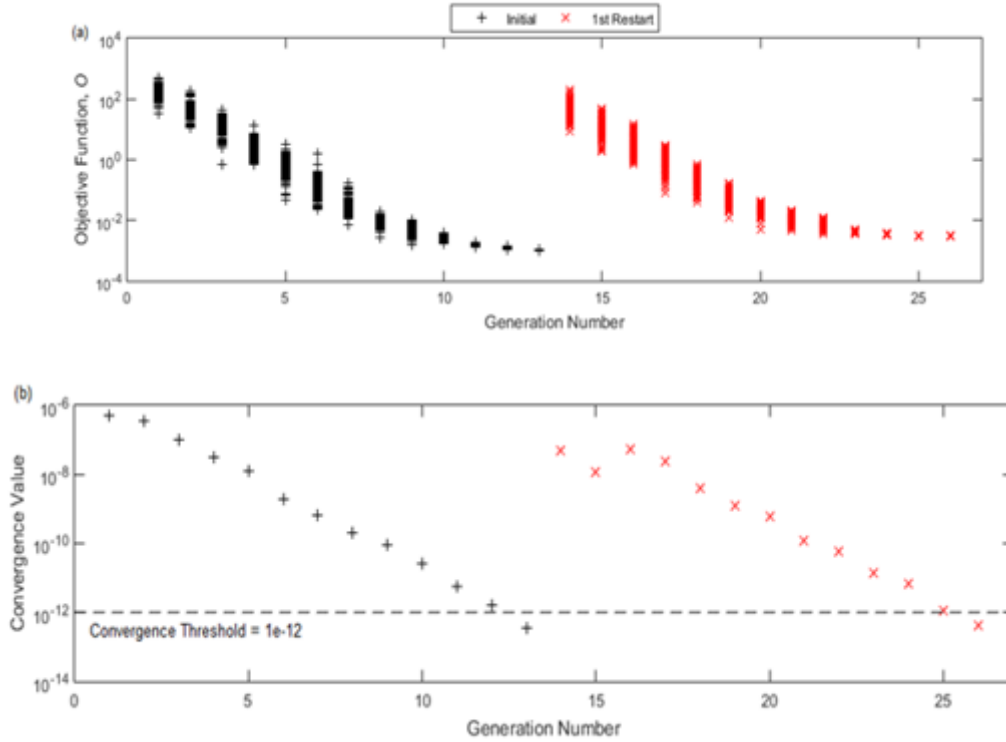 Initial 1st Restart
(a)
10^4
10^2
10^0
10^-2
10^-4
Objective Function, O
0 5 10 15 20 25
Generation Number
(b)
10^-6
10^-8
10^-10
10^-12
10^-14
Convergence Value
Convergence Threshold = 1e-12
0 5 10 15 20 25
Generation Number